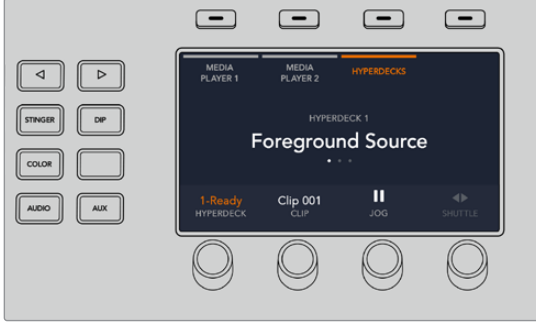 MEDIA
PLAYER 1
MEDIA
PLAYER 2
HYPERDECKS
STINGER
DIP
HYPERDECK 1
Foreground Source
COLOR
AUDIO
AUX
1-Ready
HYPERDECK
Clip 001
CLIP
JOG
SHUTTLE